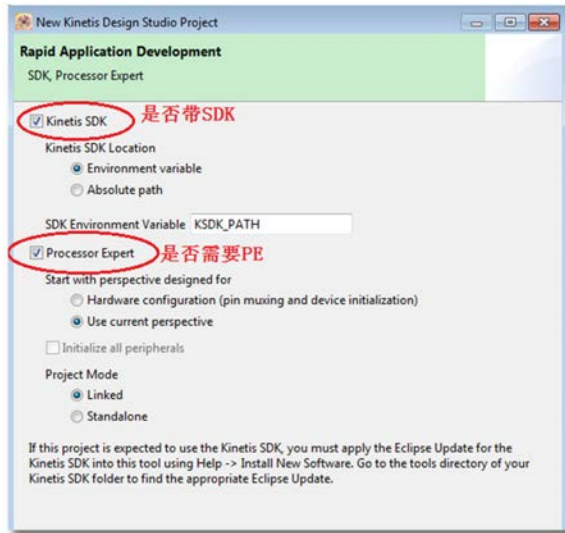 New Kinetis Design Studio Project
Rapid Application Development
SDK, Processor Expert
Kinetis SDK
是否带SDK
Kinetis SDK Location
Environment variable
Absolute path
SDK Environment Variable KSDK_PATH
Processor Expert
是否需要PE
Start with perspective designed for
Hardware configuration (pin muxing and device initialization)
Use current perspective
Initialize all peripherals
Project Mode
Linked
Standalone
If this project is expected to use the Kinetis SDK, you must apply the Eclipse Update for the
Kinetis SDK into this tool using Help -> Install New Software. Go to the tools directory of your
Kinetis SDK folder to find the appropriate Eclipse Update.